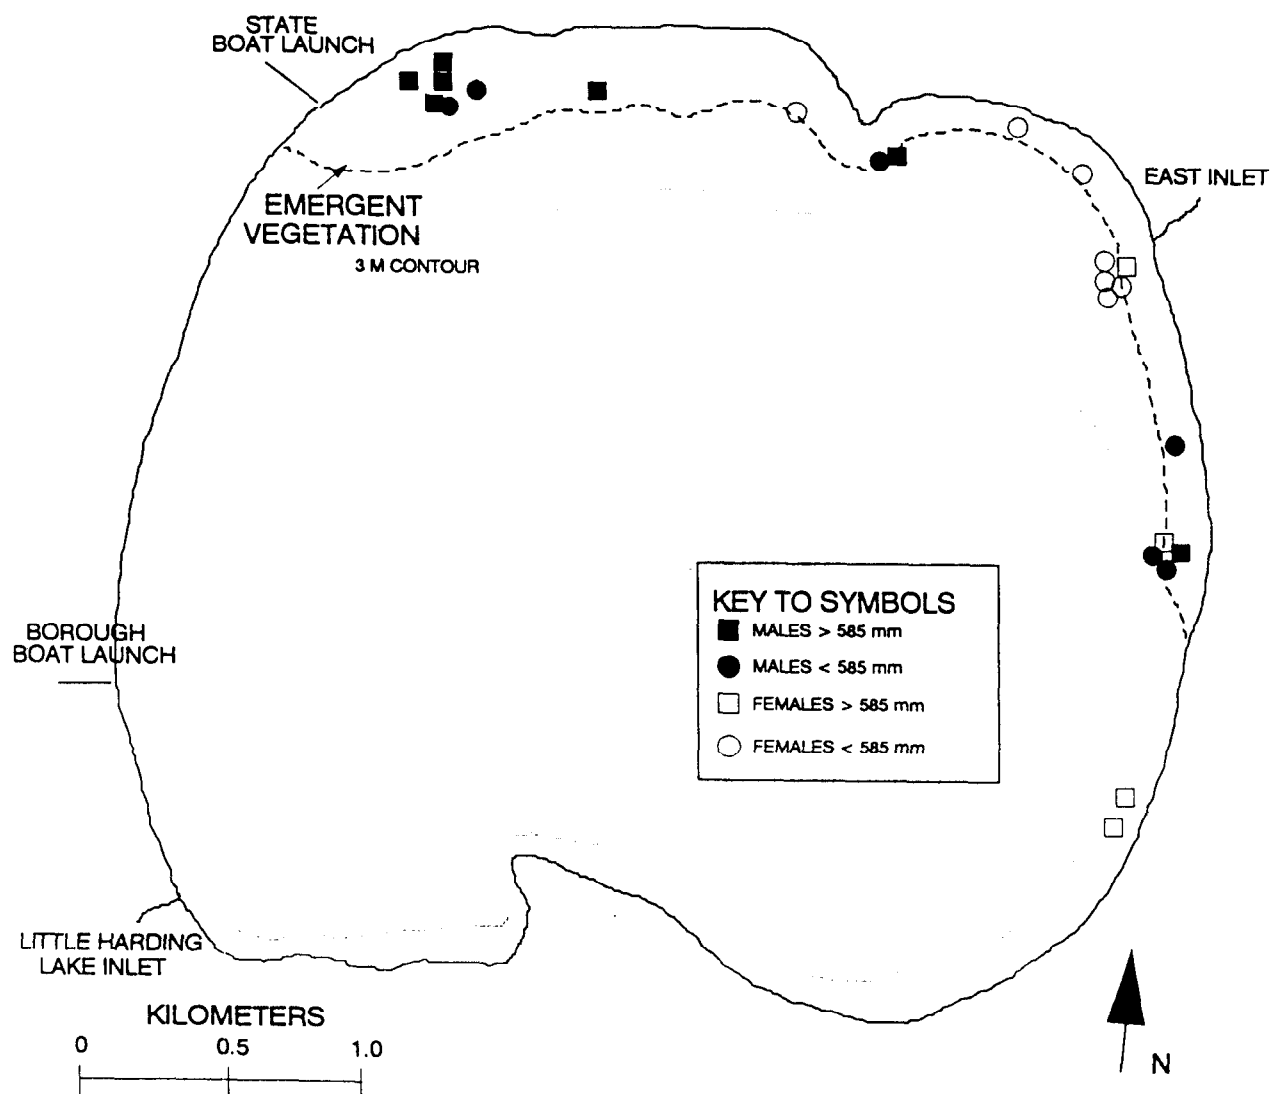 STATE
BOAT LAUNCH
EAST INLET
EMERGENT
VEGETATION
3 M CONTOUR
KEY TO SYMBOLS
MALES > 585 mm
MALES < 585 mm
FEMALES > 585 mm
FEMALES < 585 mm
BOROUGH
BOAT LAUNCH
LITTLE HARDING
LAKE INLET
KILOMETERS
0 0.5 1.0
N